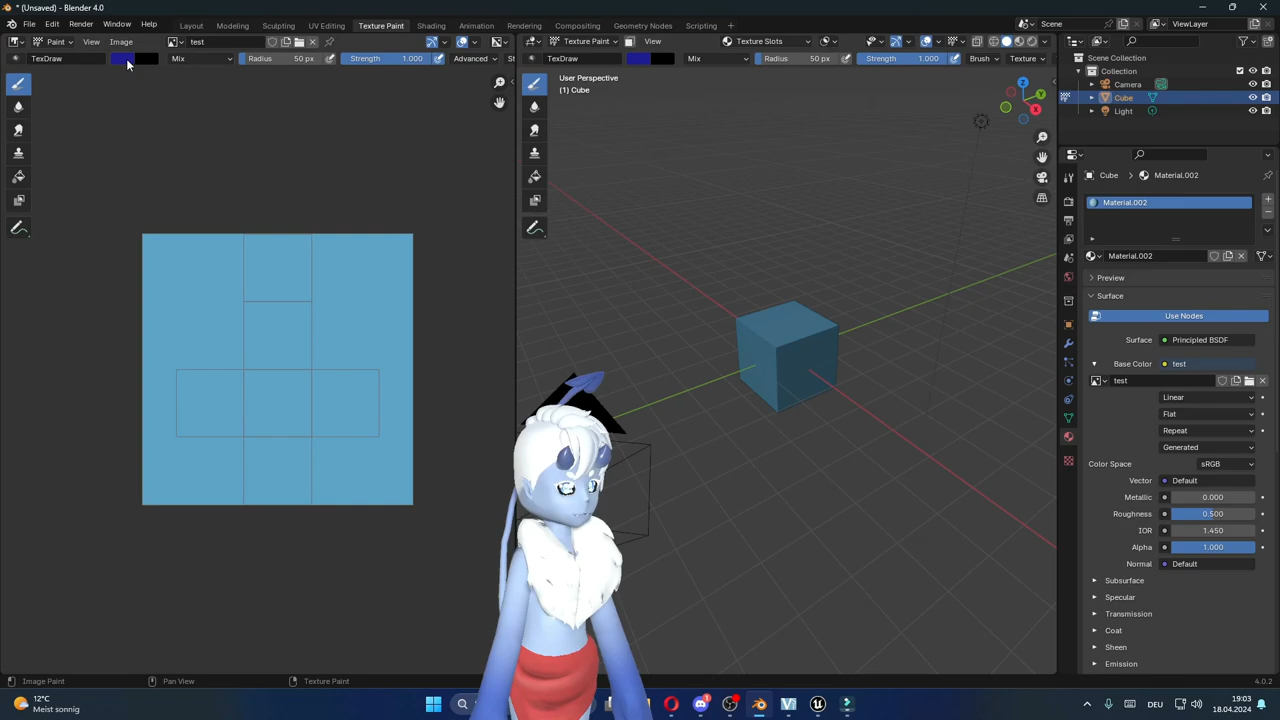 * (Unsaved) - Blender 4.0
File Edit Render Window Help Layout Modeling Sculpting UV Editing Texture Paint Shading Animation Rendering Compositing Geometry Nodes Scripting + Scene ViewLayer
Paint View Image test Texture Paint View Texture Slots Mask
TexDraw Mix Radius 50 px Strength 1.000 Advanced St TexDraw Mix Radius 50 px Strength 1.000 Brush Texture
User Perspective
(1) Cube
Z
Y
X
Scene Collection
Collection
Camera
Cube
Light
Cube > Material.002
Material.002
Material.002
Preview
Surface
Use Nodes
Surface Principled BSDF
Base Color test
test
Linear
Flat
Repeat
Generated
Color Space sRGB
Vector Default
Metallic 0.000
Roughness 0.500
IOR 1.450
Alpha 1.000
Normal Default
Subsurface
Specular
Transmission
Coat
Sheen
Emission
Image Paint Pan View Texture Paint 4.0.2
12°C
Meist sonnig
1
DEU
19:03
18.04.2024